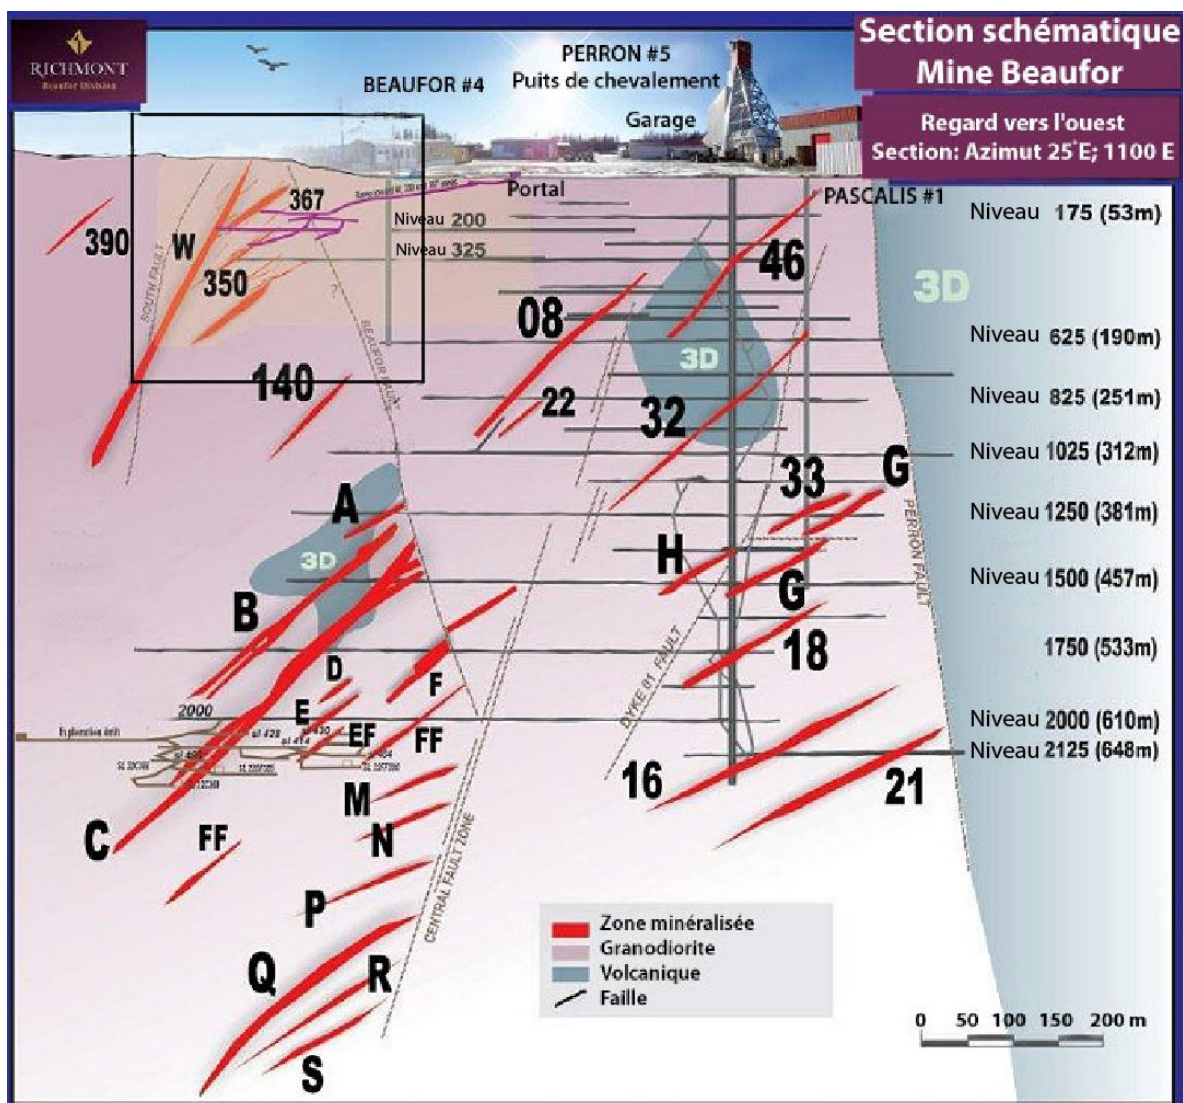 RICHMONT
Beaufor Division
BEAUFOR #4
PERRON #5
Puits de chevalement
Garage
Section schématique
Mine Beaufor
Regard vers l'ouest
Section: Azimut 25°E; 1100 E
Portal
PASCALIS #1
Niveau 175 (53m)
Niveau 200
Niveau 325
367
390
W
350
46
3D
08
3D
Niveau 625 (190m)
140
22
32
Niveau 825 (251m)
SOUTH FAULT
BEAUFOR FAULT
Niveau 1025 (312m)
33
G
A
Niveau 1250 (381m)
PERRON FAULT
3D
H
G
Niveau 1500 (457m)
B
18
1750 (533m)
D
F
DYKE 01 FAULT
2000
E
EF
FF
Niveau 2000 (610m)
Exploration drift
Niveau 2125 (648m)
16
21
M
C
FF
N
CENTRAL FAULT ZONE
P
Q
R
S
Zone minéralisée
Granodiorite
Volcanique
Faille
0 50 100 150 200 m